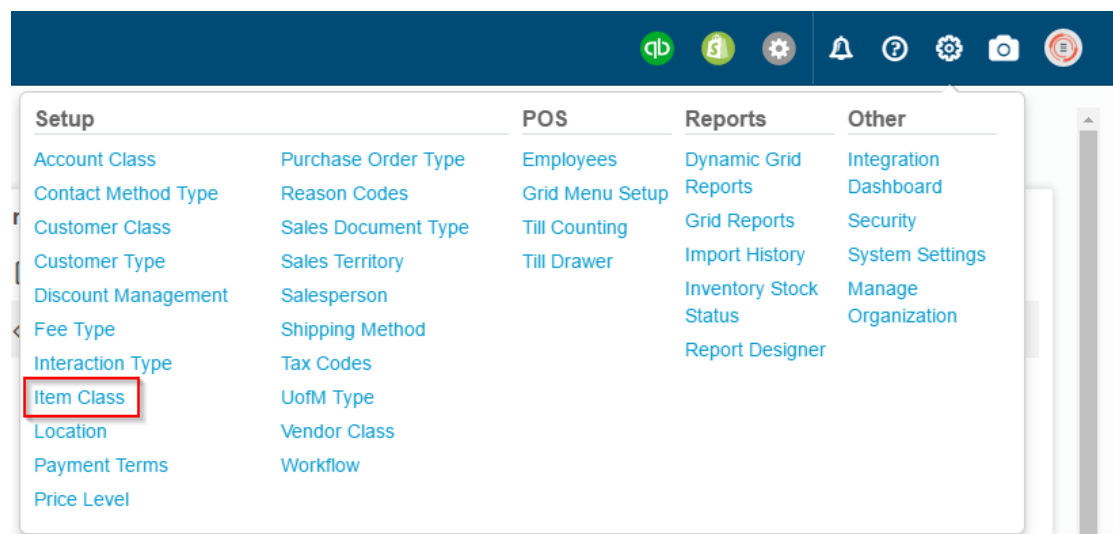 qb
Setup
Account Class
Contact Method Type
Customer Class
Customer Type
Discount Management
Fee Type
Interaction Type
Item Class
Location
Payment Terms
Price Level
Purchase Order Type
Reason Codes
Sales Document Type
Sales Territory
Salesperson
Shipping Method
Tax Codes
UofM Type
Vendor Class
Workflow
POS
Employees
Grid Menu Setup
Till Counting
Till Drawer
Reports
Dynamic Grid
Reports
Grid Reports
Import History
Inventory Stock
Status
Report Designer
Other
Integration
Dashboard
Security
System Settings
Manage
Organization